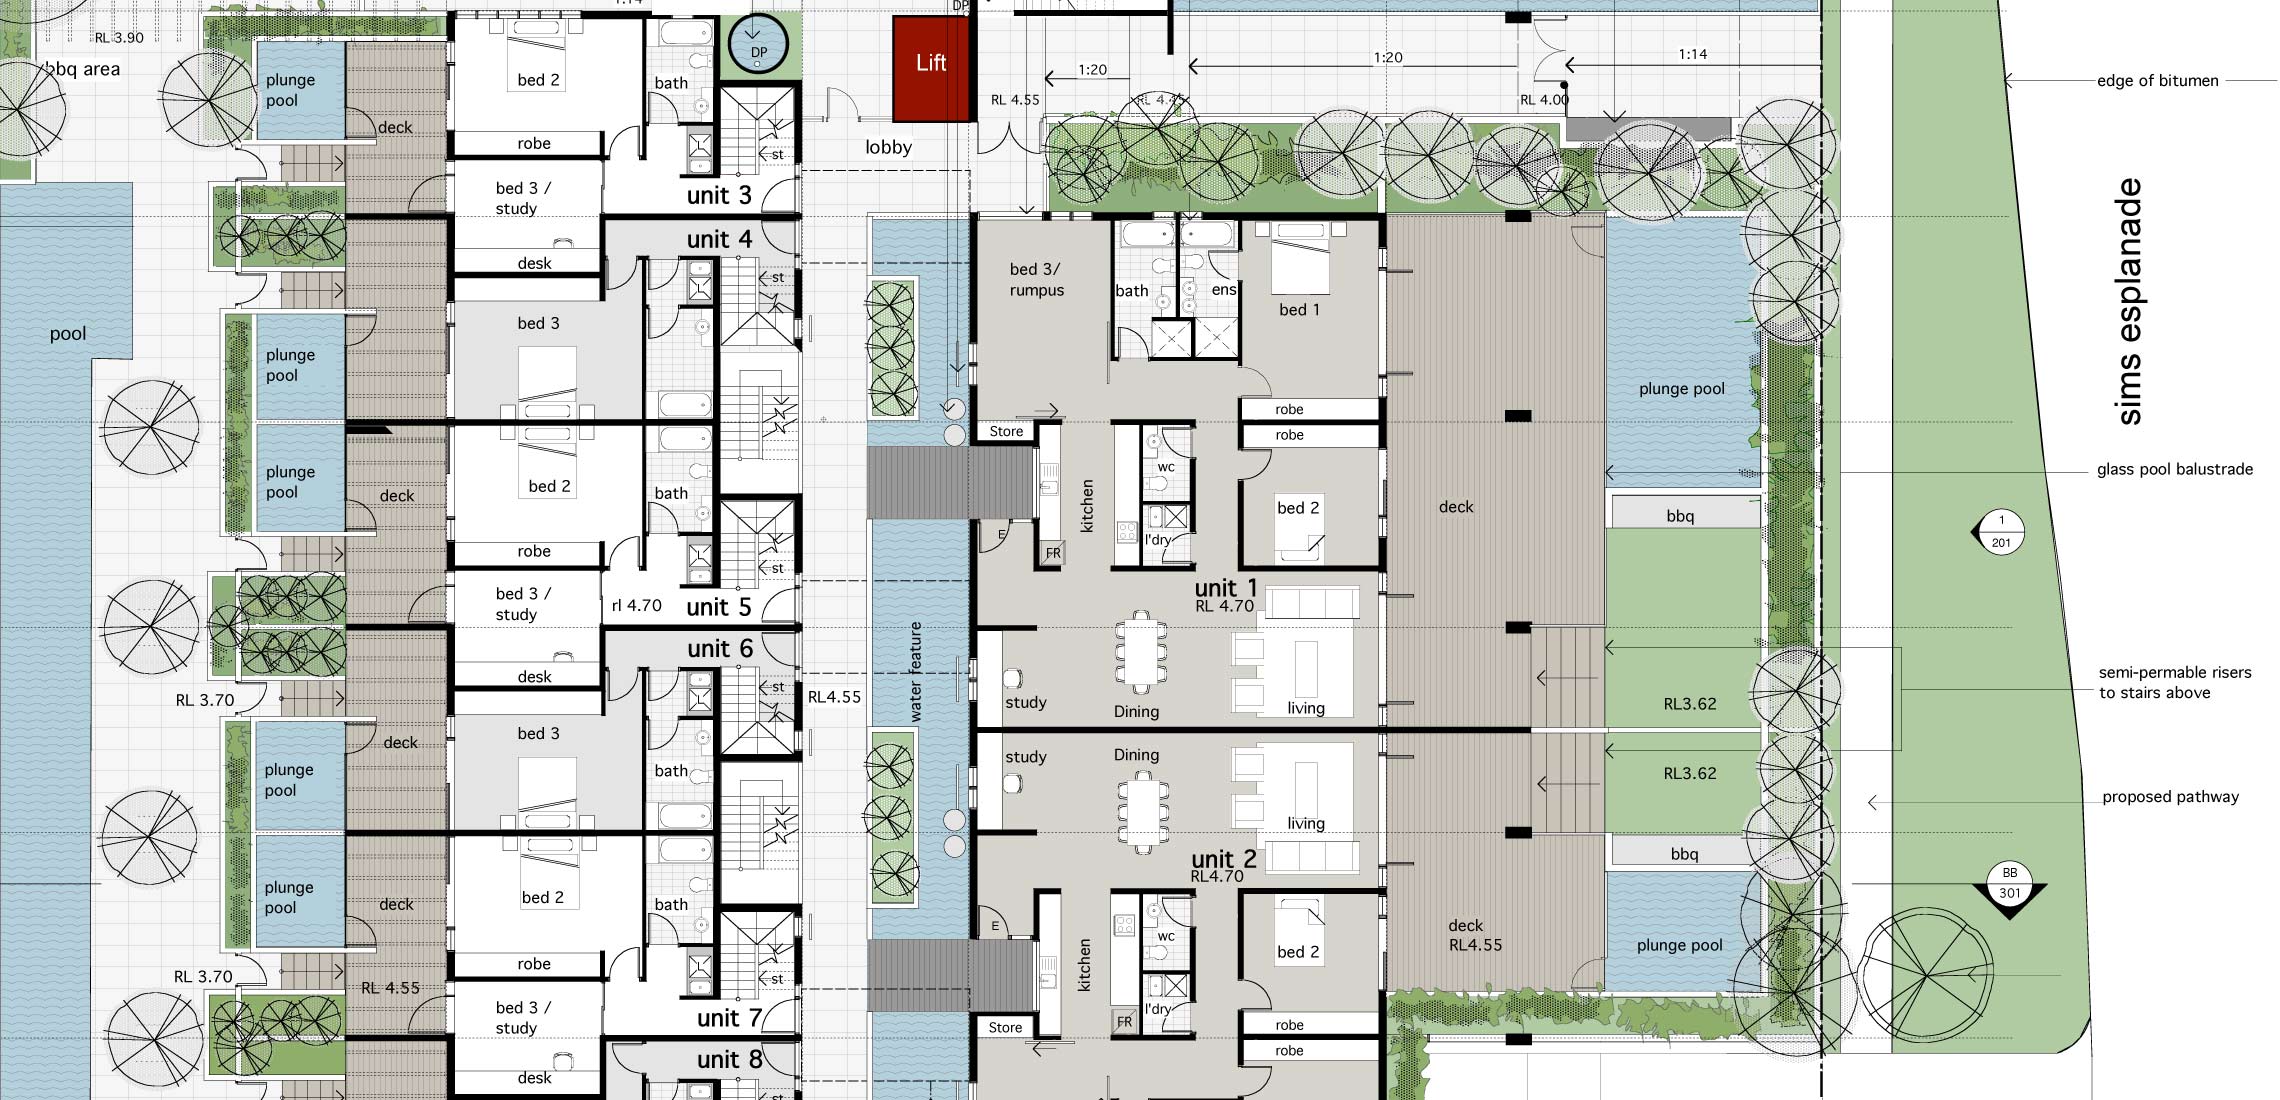 1:14
DP
RL 3.90
bbq area
plunge
pool
deck
bed 2
bath
robe
DP
st
Lift
lobby
1:20
1:20
1:14
RL 4.55
RL 4.45
RL 4.00
edge of bitumen
bed 3 /
study
unit 3
unit 4
desk
st
sims esplanade
pool
plunge
pool
bed 3
bed 3/
rumpus
bath
ens
bed 1
plunge pool
robe
Store
robe
plunge
pool
deck
bed 2
bath
robe
st
kitchen
wc
bed 2
deck
bbq
glass pool balustrade
E
FR
l'dry
1
201
bed 3 /
study
rl 4.70
unit 5
unit 6
desk
st
unit 1
RL 4.70
RL 3.70
RL4.55
water feature
study
Dining
living
RL3.62
semi-permable risers
to stairs above
bed 3
deck
plunge
pool
bath
study
Dining
living
RL3.62
proposed pathway
unit 2
RL4.70
bbq
plunge
pool
deck
bed 2
bath
robe
st
E
wc
kitchen
bed 2
deck
RL4.55
plunge pool
BB
301
RL 3.70
RL 4.55
bed 3 /
study
unit 7
unit 8
desk
st
Store
FR
l'dry
robe
robe